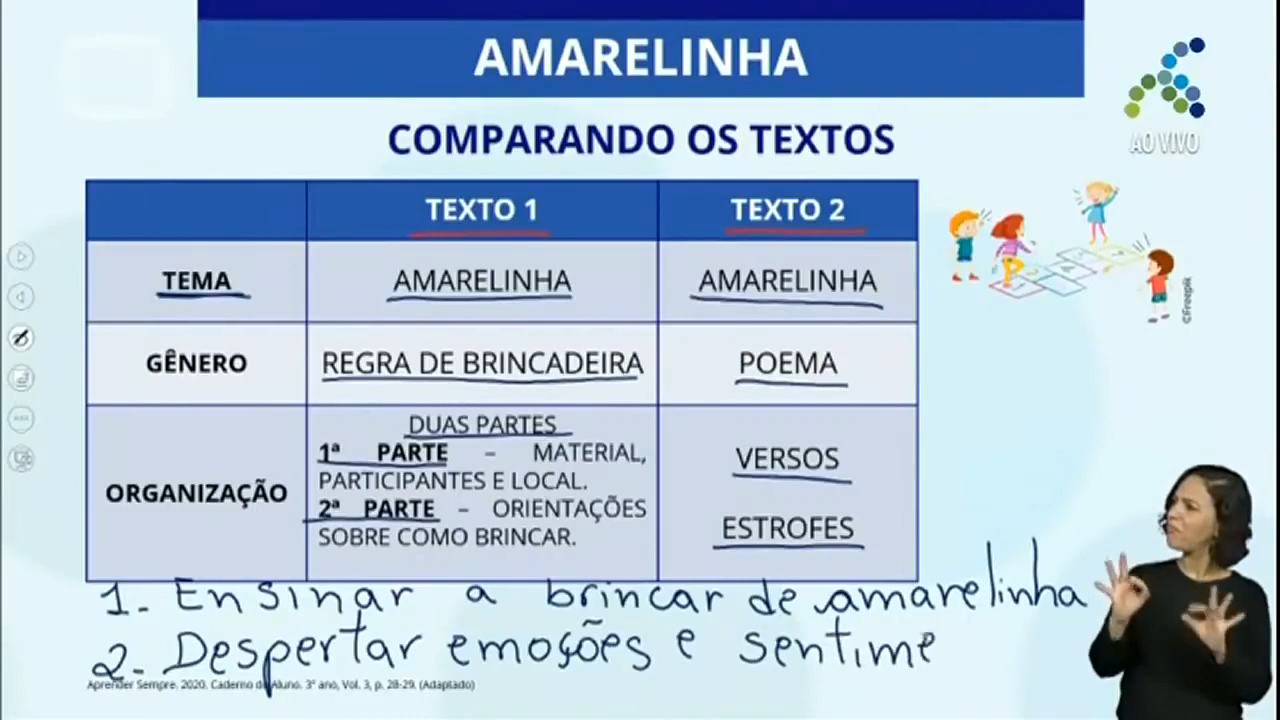 AMARELINHA
AO VIVO
COMPARANDO OS TEXTOS
TEXTO 1 TEXTO 2
TEMA AMARELINHA AMARELINHA
©Freepik
GÊNERO REGRA DE BRINCADEIRA POEMA
ORGANIZAÇÃO
DUAS PARTES
1ª PARTE – MATERIAL,
PARTICIPANTES E LOCAL.
2ª PARTE – ORIENTAÇÕES
SOBRE COMO BRINCAR.
VERSOS
ESTROFES
1. Ensinar a brincar de amarelinha
2. Despertar emoções e sentime
Aprender Sempre. 2020. Caderno do Aluno. 3º ano, Vol. 3, p. 28-29. (Adaptado)